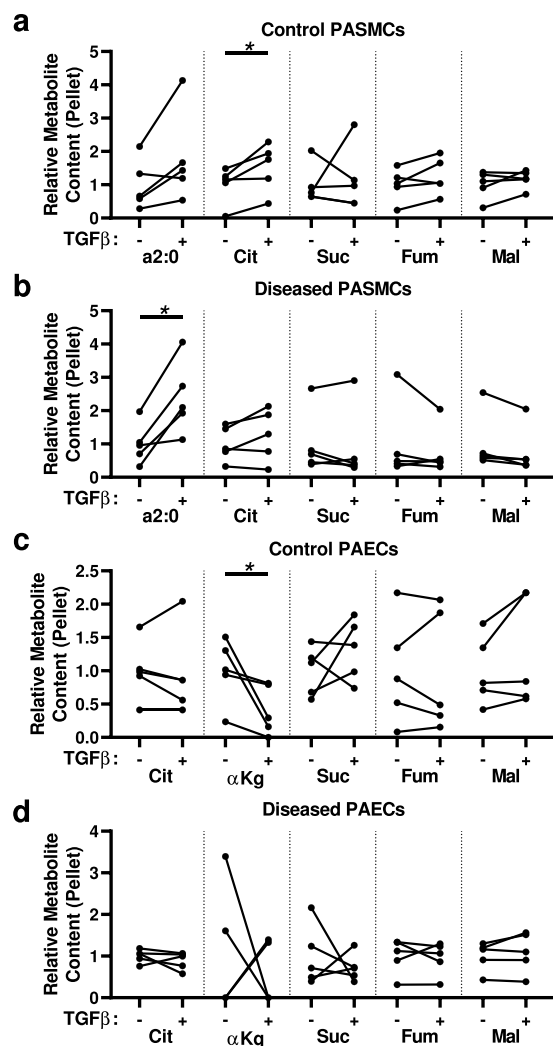 a
Control PASMCs
Relative Metabolite
Content (Pellet)
5
4
3
2
1
0
*
TGFβ: - + - + - + - + - +
a2:0 Cit Suc Fum Mal
b
Diseased PASMCs
Relative Metabolite
Content (Pellet)
5
4
3
2
1
0
*
TGFβ: - + - + - + - + - +
a2:0 Cit Suc Fum Mal
c
Control PAECs
Relative Metabolite
Content (Pellet)
2.5
2.0
1.5
1.0
0.5
0.0
*
TGFβ: - + - + - + - + - +
Cit αKg Suc Fum Mal
d
Diseased PAECs
Relative Metabolite
Content (Pellet)
4
3
2
1
0
TGFβ: - + - + - + - + - +
Cit αKg Suc Fum Mal